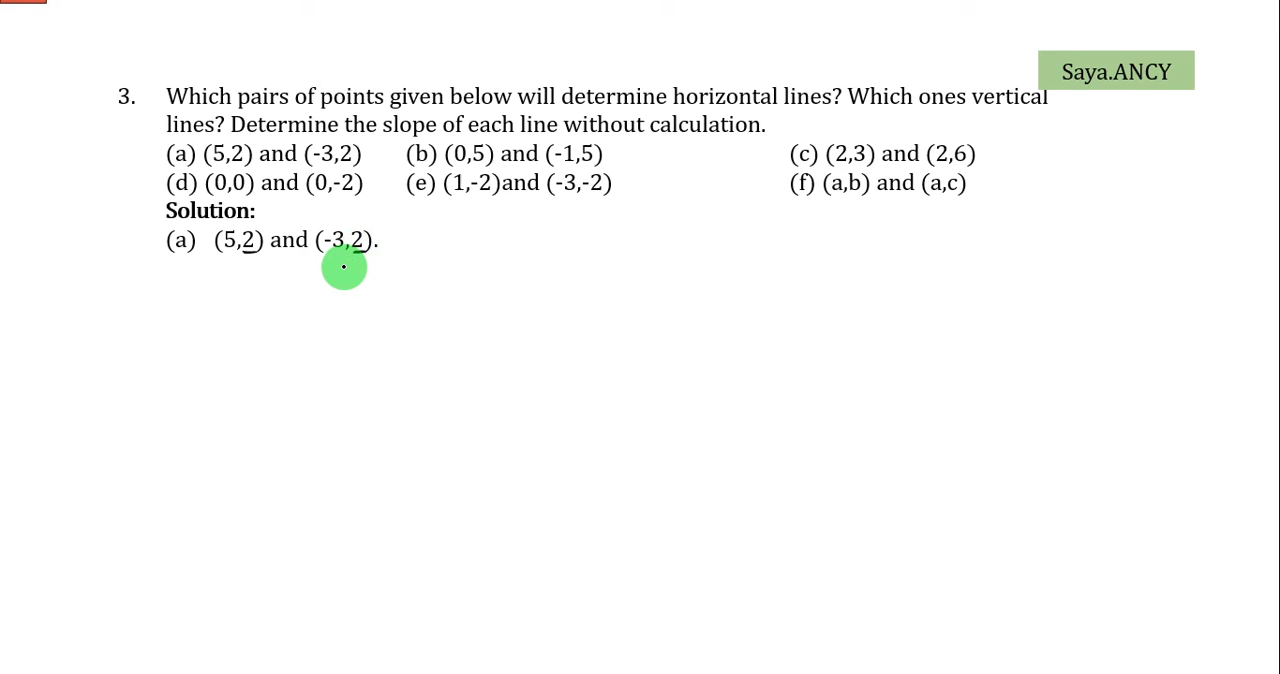 Saya.ANCY
3. Which pairs of points given below will determine horizontal lines? Which ones vertical
lines? Determine the slope of each line without calculation.
(a) (5,2) and (-3,2) (b) (0,5) and (-1,5) (c) (2,3) and (2,6)
(d) (0,0) and (0,-2) (e) (1,-2)and (-3,-2) (f) (a,b) and (a,c)
Solution:
(a) (5,2) and (-3,2).